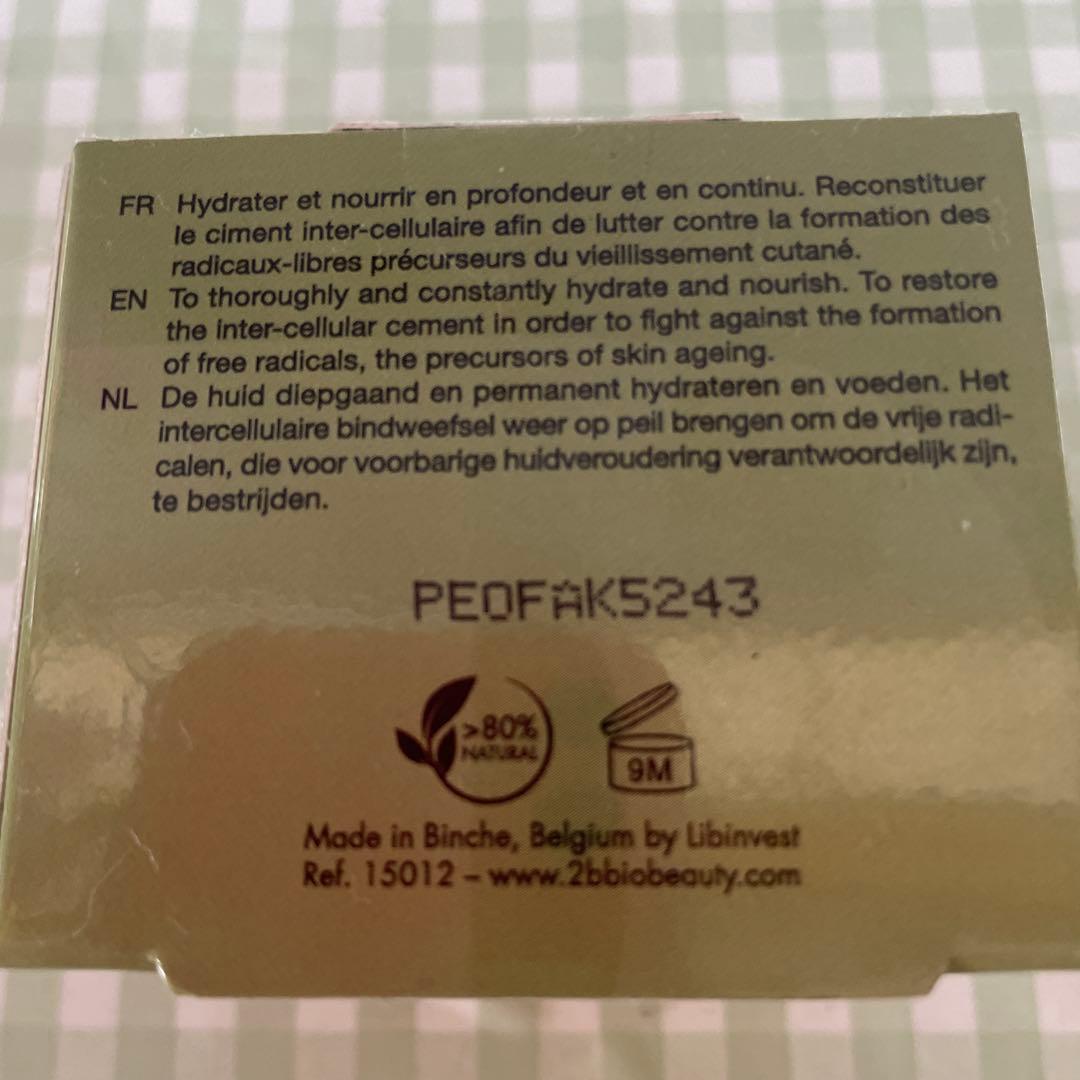 FR Hydrater et nourrir en profondeur et en continu. Reconstituer
le ciment inter-cellulaire afin de lutter contre la formation des
radicaux-libres précurseurs du vieillissement cutané.
EN To thoroughly and constantly hydrate and nourish. To restore
the inter-cellular cement in order to fight against the formation
of free radicals, the precursors of skin ageing.
NL De huid diepgaand en permanent hydrateren en voeden. Het
intercellulaire bindweefsel weer op peil brengen om de vrije radi-
calen, die voor voorbarige huidveroudering verantwoordelijk zijn,
te bestrijden.
PEOFAK5243
>80%
NATURAL
9M
Made in Binche, Belgium by Libinvest
Ref. 15012 – www.2bbiobeauty.com